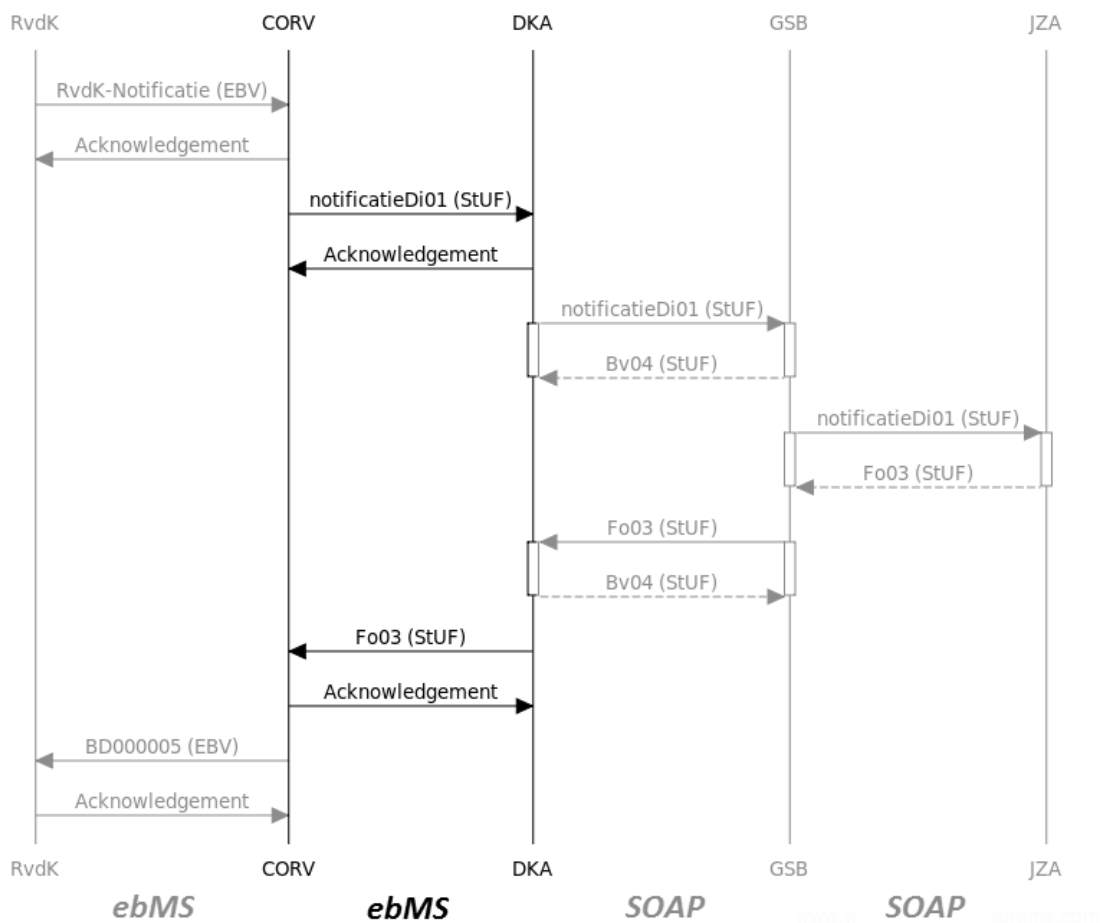 RvdK CORV DKA GSB JZA
RvdK-Notificatie (EBV)
Acknowledgement
notificatieDi01 (StUF)
Acknowledgement
notificatieDi01 (StUF)
Bv04 (StUF)
notificatieDi01 (StUF)
Fo03 (StUF)
Fo03 (StUF)
Bv04 (StUF)
Fo03 (StUF)
Acknowledgement
BD000005 (EBV)
Acknowledgement
RvdK CORV DKA GSB JZA
ebMS ebMS SOAP SOAP